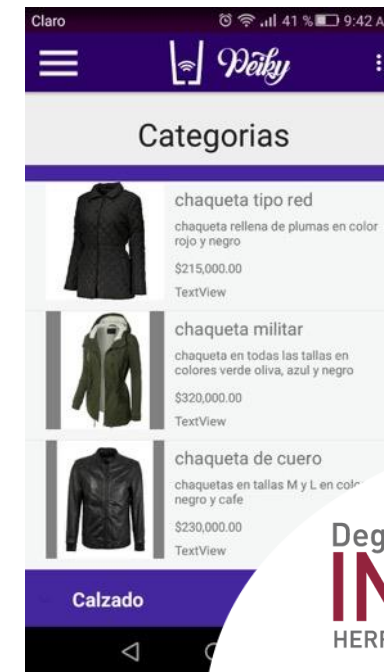 Claro 41 % 9:42 A
Peiky
Categorias
chaqueta tipo red
chaqueta rellena de plumas en color
rojo y negro
$215,000.00
TextView
chaqueta militar
chaqueta en todas las tallas en
colores verde oliva, azul y negro
$320,000.00
TextView
chaqueta de cuero
chaquetas en tallas M y L en
negro y cafe
$230,000.00
TextView
Calzado